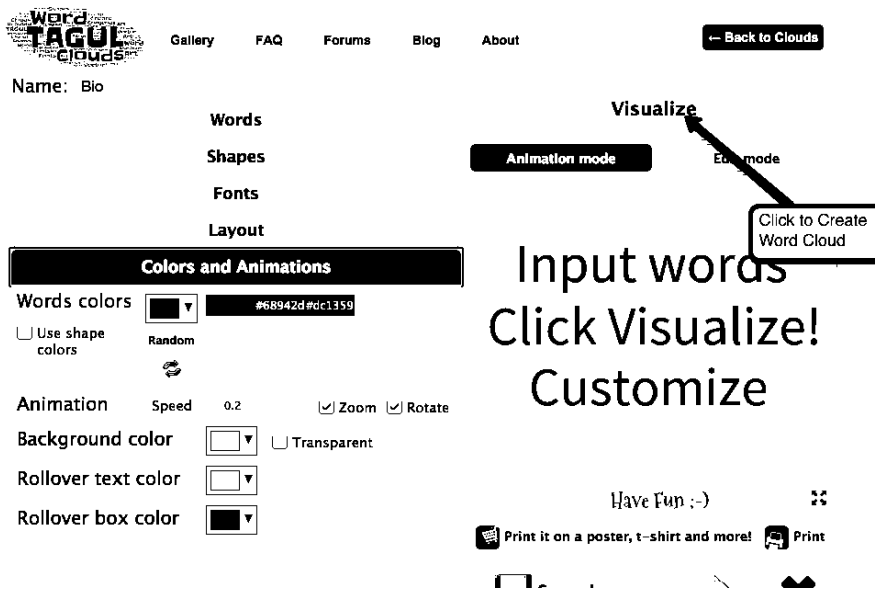 Word
TAGUL
Clouds
Gallery FAQ Forums Blog About
← Back to Clouds
Name: Bio
Words
Shapes
Fonts
Layout
Colors and Animations
Words colors
#68942d#dc1359
Use shape
colors
Random
Animation Speed 0.2 Zoom Rotate
Background color Transparent
Rollover text color
Rollover box color
Visualize
Animation mode mode
Click to Create
Word Cloud
Input words
Click Visualize!
Customize
Have Fun ;-)
Print it on a poster, t-shirt and more! Print